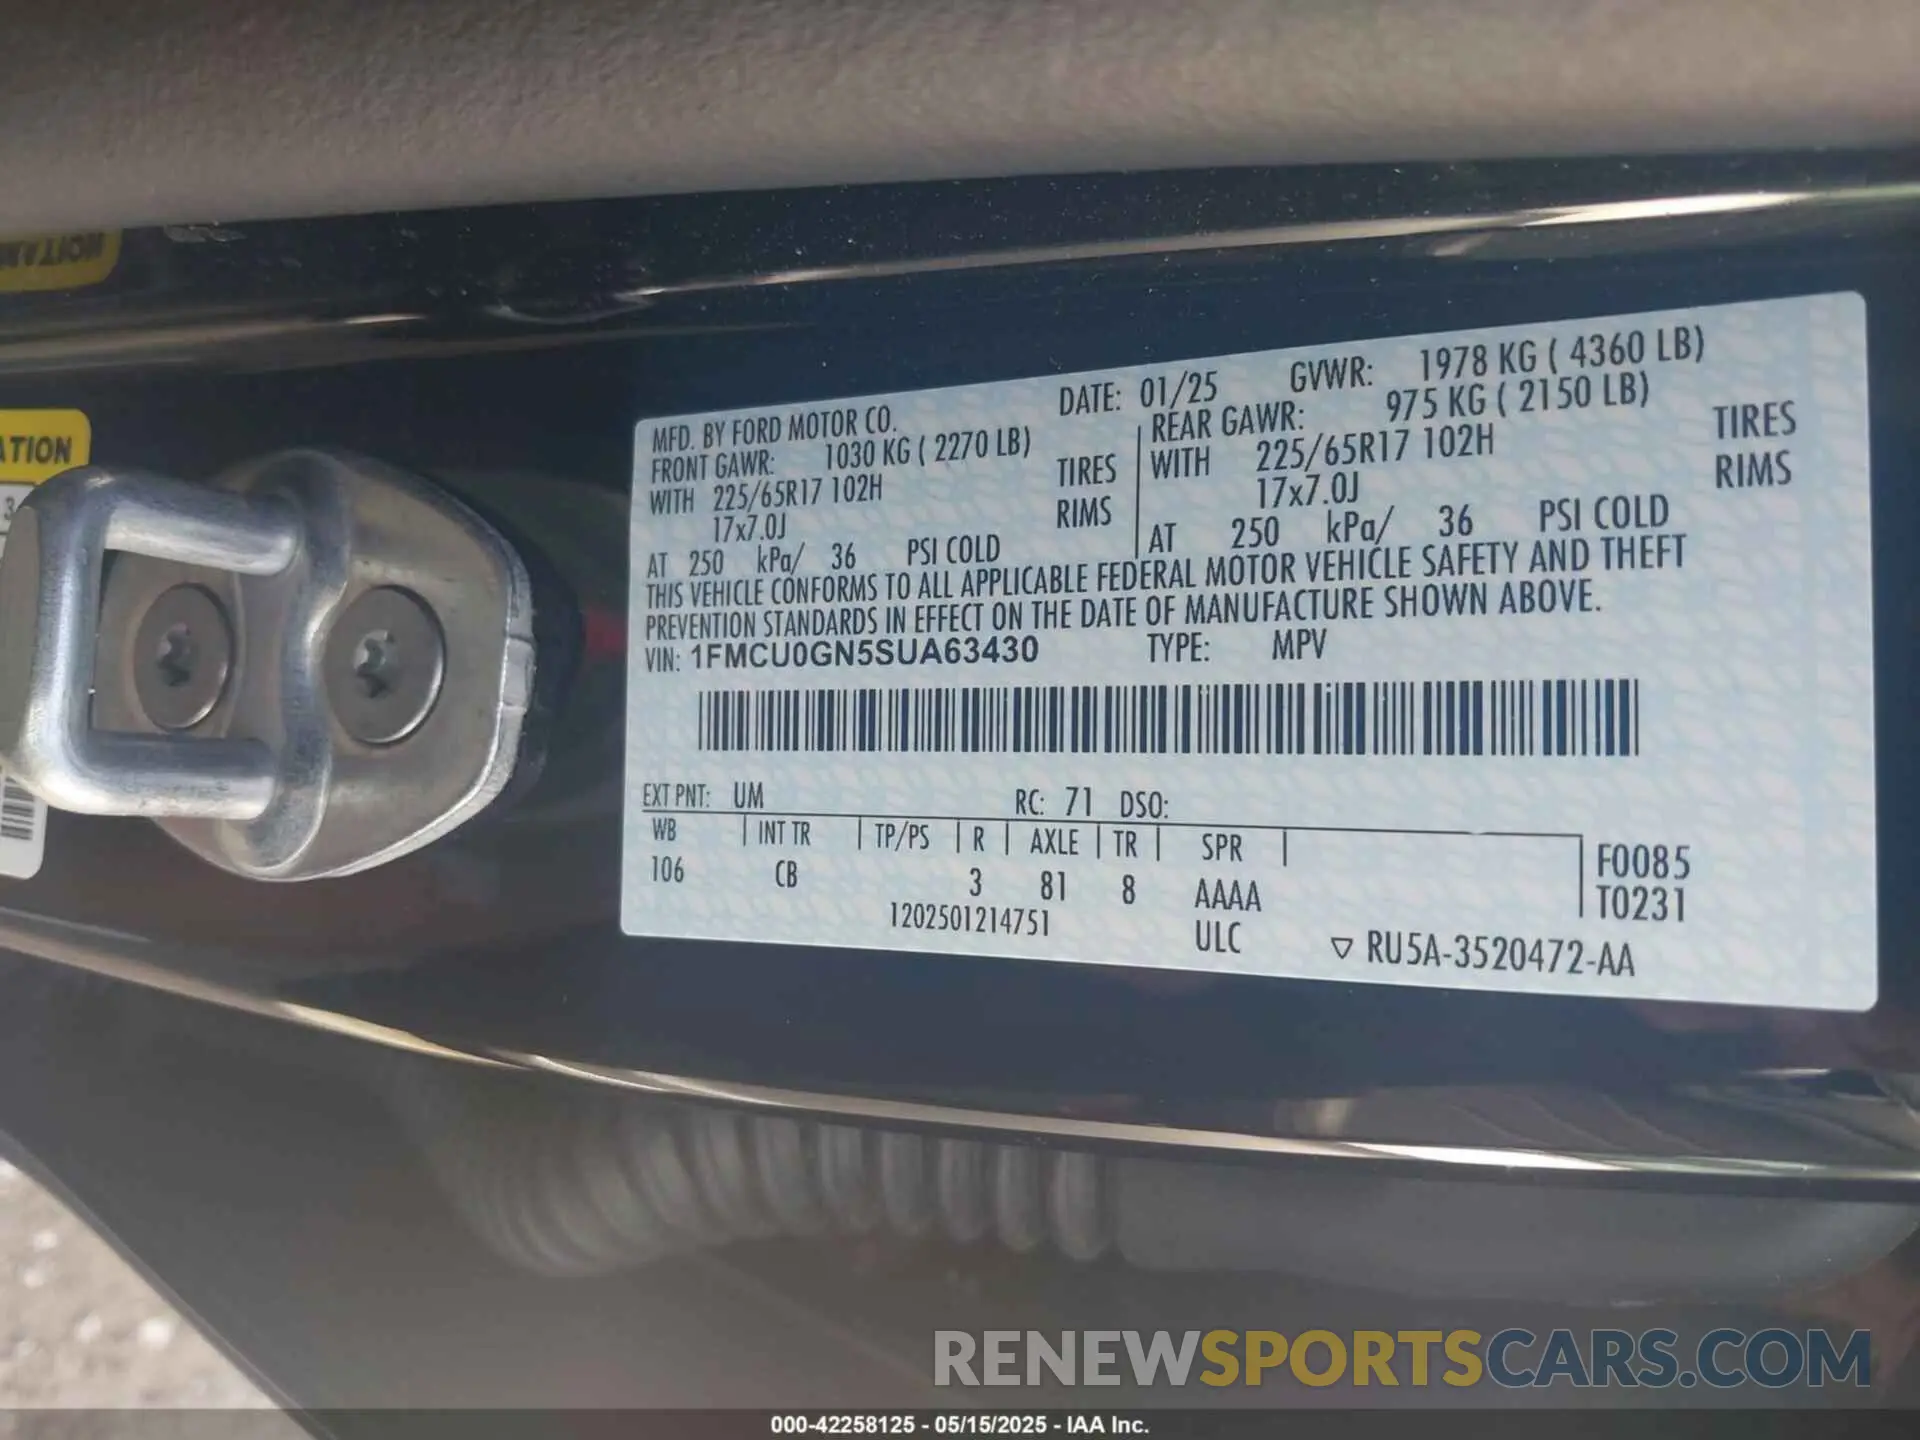 MFD. BY FORD MOTOR CO. DATE: 01/25 GVWR: 1978 KG ( 4360 LB)
FRONT GAWR: 1030 KG ( 2270 LB) REAR GAWR: 975 KG ( 2150 LB)
WITH 225/65R17 102H TIRES WITH 225/65R17 102H TIRES
17x7.0J RIMS 17x7.0J RIMS
AT 250 kPa/ 36 PSI COLD AT 250 kPa/ 36 PSI COLD
THIS VEHICLE CONFORMS TO ALL APPLICABLE FEDERAL MOTOR VEHICLE SAFETY AND THEFT
PREVENTION STANDARDS IN EFFECT ON THE DATE OF MANUFACTURE SHOWN ABOVE.
VIN: 1FMCU0GN5SUA63430 TYPE: MPV
EXT PNT: UM RC: 71 DSO:
WB INT TR TP/PS R AXLE TR SPR F0085
106 CB 3 81 8 AAAA T0231
1202501214751 ULC ▽ RU5A-3520472-AA
ATION
3
RENEWSPORTSCARS.COM
000-42258125 - 05/15/2025 - IAA Inc.